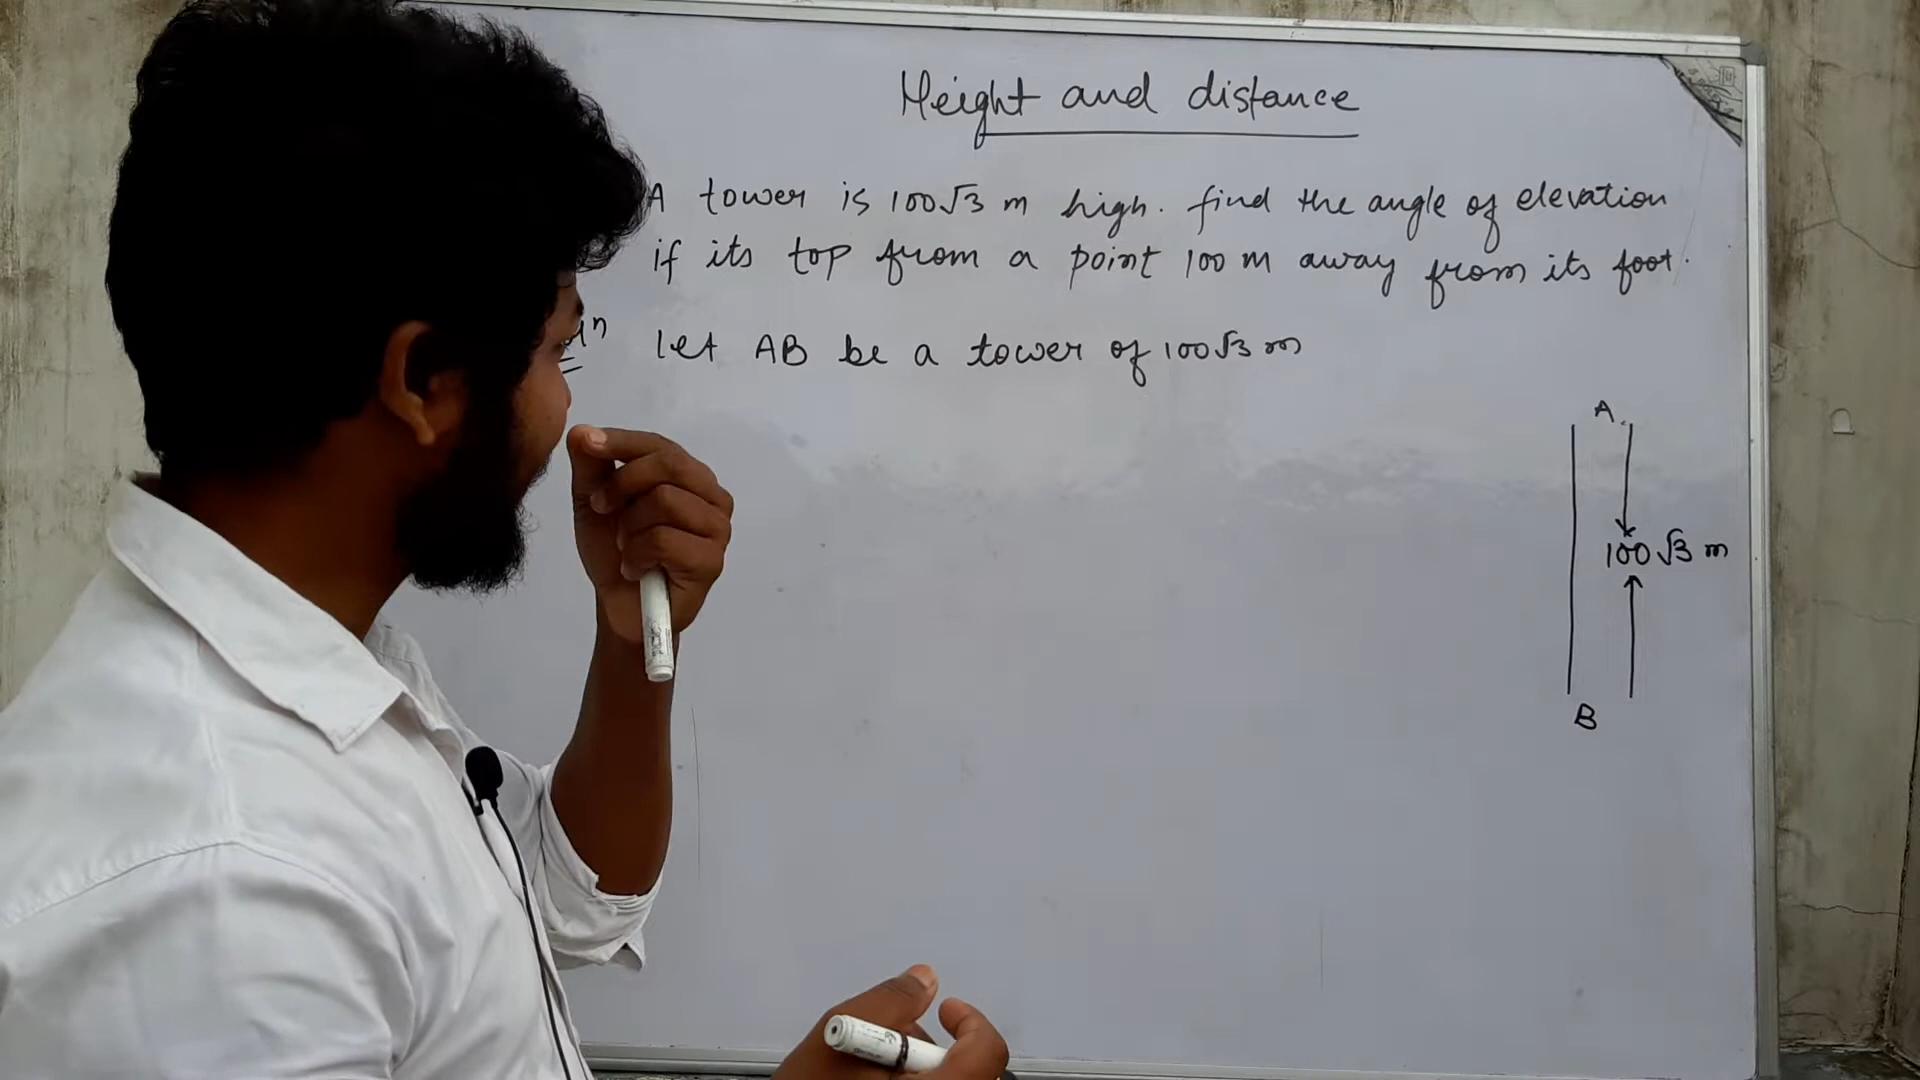 Height and distance
A tower is 100√3 m high. find the angle of elevation
if its top from a point 100 m away from its foot.
let AB be a tower of 100√3 m
A
100√3 m
B